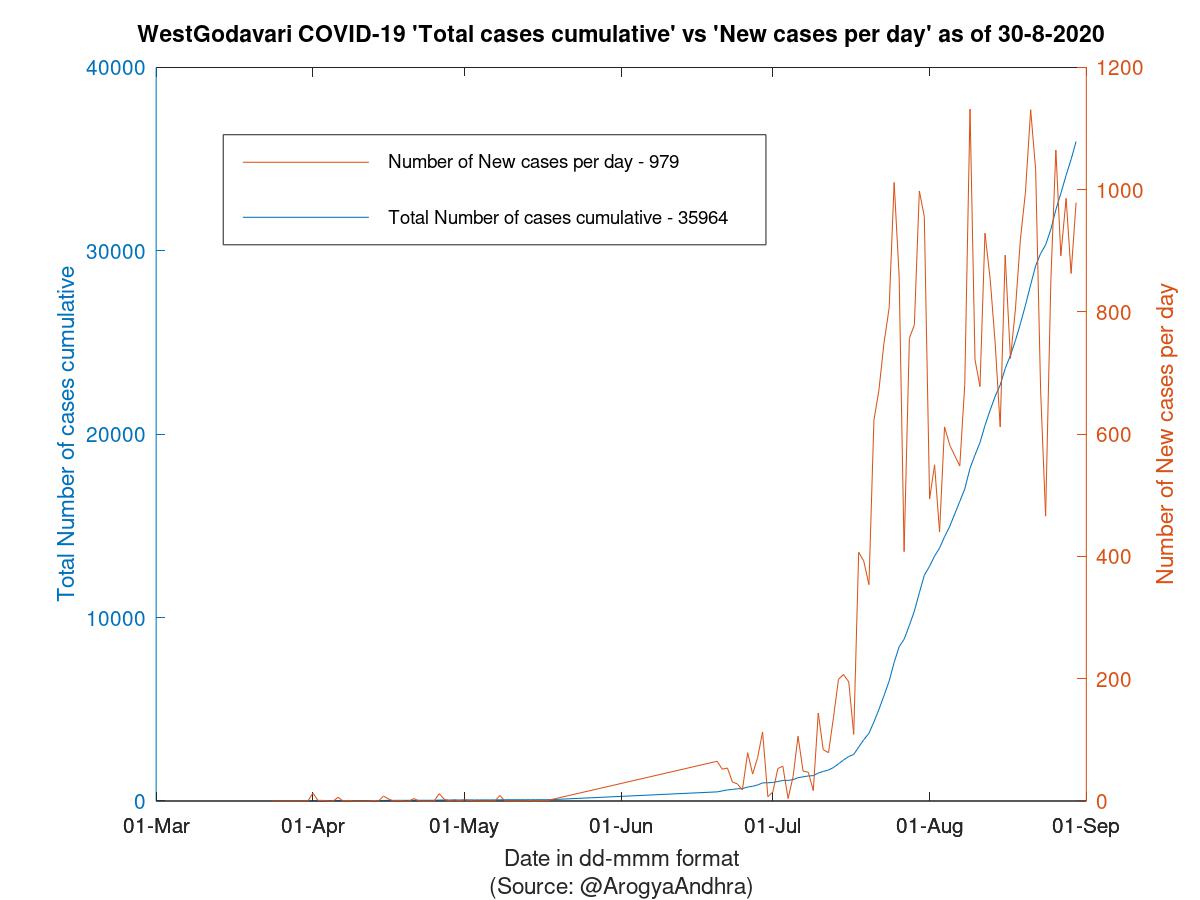 WestGodavari COVID-19 'Total cases cumulative' vs 'New cases per day' as of 30-8-2020
40000
30000
20000
10000
0
Total Number of cases cumulative
Number of New cases per day - 979
Total Number of cases cumulative - 35964
1200
1000
800
600
400
200
0
Number of New cases per day
01-Mar 01-Apr 01-May 01-Jun 01-Jul 01-Aug 01-Sep
Date in dd-mmm format
(Source: @ArogyaAndhra)